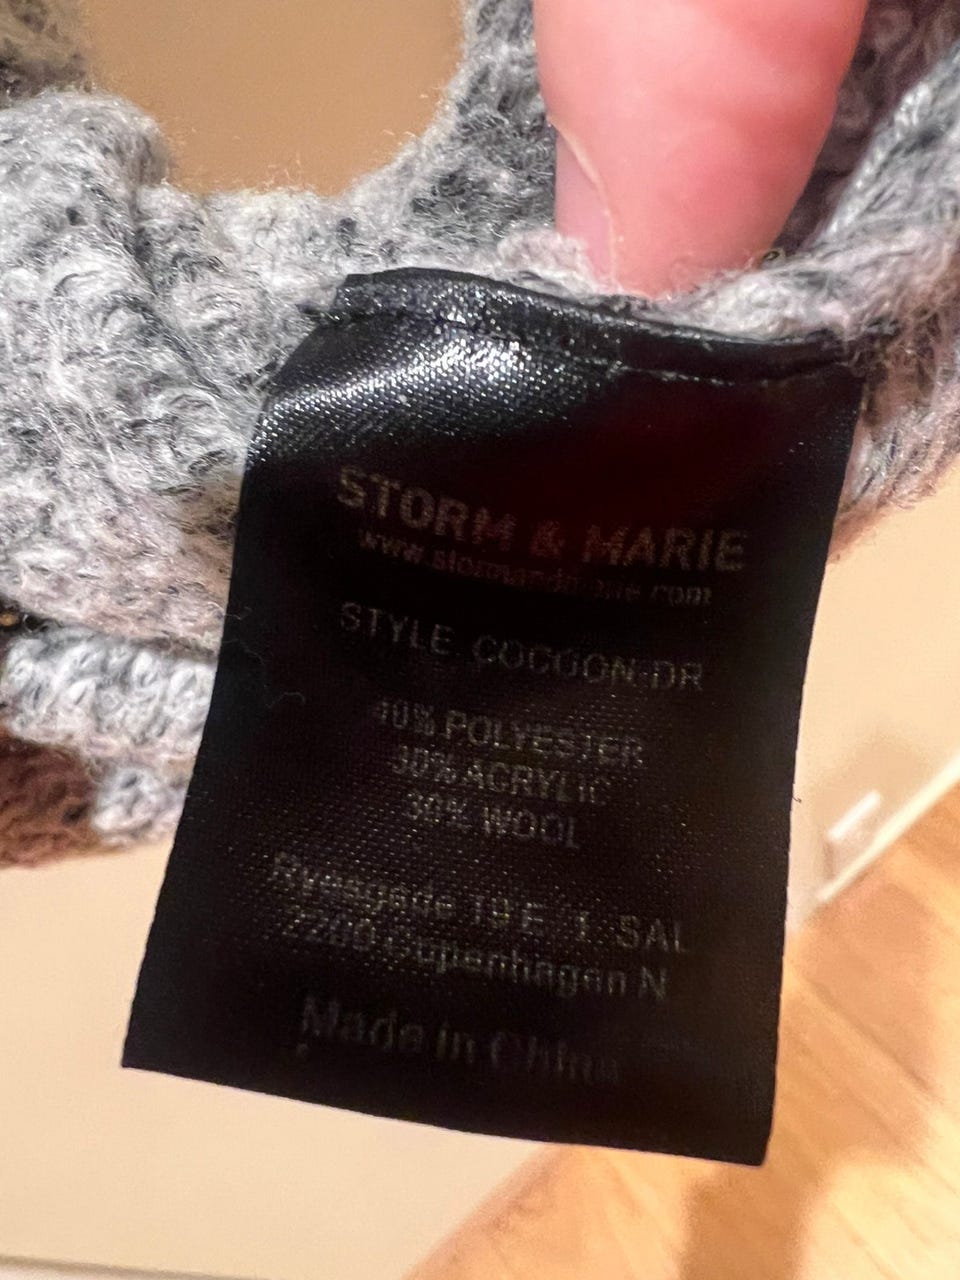 STORM & MARIE
www.stormandmarie.com
STYLE COCOON-DR
40% POLYESTER
30% ACRYLIC
30% WOOL
Ryesgade 19 E 1. SAL
2200 Copenhagen N
Made in China